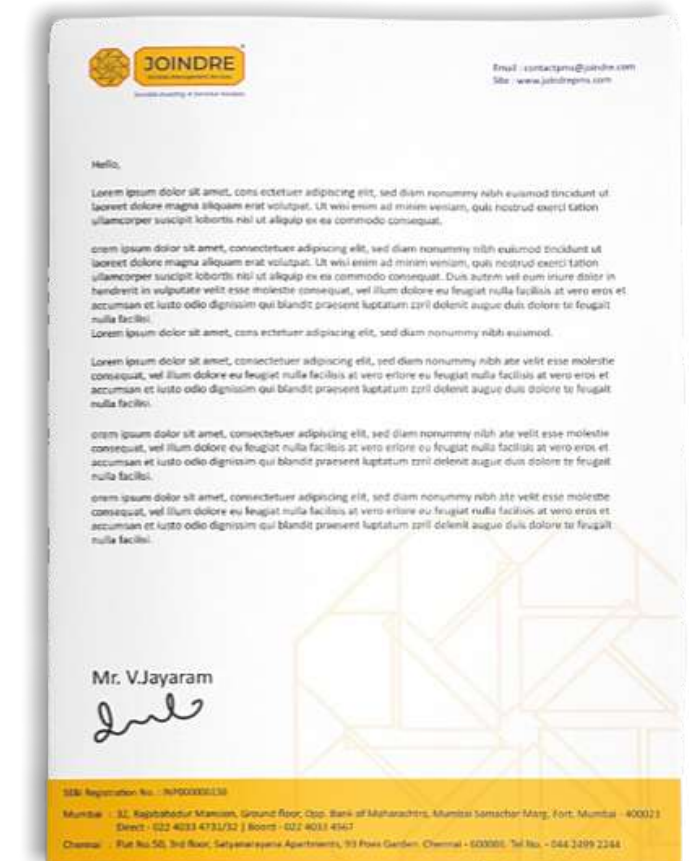 JOINDRE
Email : contactpms@joindre.com
Site : www.joindrepms.com
Hello,
Lorem ipsum dolor sit amet, cons ectetuer adipiscing elit, sed diam nonummy nibh euismod tincidunt ut
laoreet dolore magna aliquam erat volutpat. Ut wisi enim ad minim veniam, quis nostrud exerci tation
ullamcorper suscipit lobortis nisl ut aliquip ex ea commodo consequat.
orem ipsum dolor sit amet, consectetuer adipiscing elit, sed diam nonummy nibh euismod tincidunt ut
laoreet dolore magna aliquam erat volutpat. Ut wisi enim ad minim veniam, quis nostrud exerci tation
ullamcorper suscipit lobortis nisl ut aliquip ex ea commodo consequat. Duis autem vel eum iriure dolor in
hendrerit in vulputate velit esse molestie consequat, vel illum dolore eu feugiat nulla facilisis at vero eros et
accumsan et iusto odio dignissim qui blandit praesent luptatum zzril delenit augue duis dolore te feugait
nulla facilisi.
Lorem ipsum dolor sit amet, cons ectetuer adipiscing elit, sed diam nonummy nibh euismod.
Lorem ipsum dolor sit amet, consectetuer adipiscing elit, sed diam nonummy nibh ate velit esse molestie
consequat, vel illum dolore eu feugiat nulla facilisis at vero eriore eu feugiat nulla facilisis at vero eros et
accumsan et iusto odio dignissim qui blandit praesent luptatum zzril delenit augue duis dolore te feugait
nulla facilisi.
orem ipsum dolor sit amet, consectetuer adipiscing elit, sed diam nonummy nibh ate velit esse molestie
consequat, vel illum dolore eu feugiat nulla facilisis at vero eriore eu feugiat nulla facilisis at vero eros et
accumsan et iusto odio dignissim qui blandit praesent luptatum zzril delenit augue duis dolore te feugait
nulla facilisi.
orem ipsum dolor sit amet, consectetuer adipiscing elit, sed diam nonummy nibh ate velit esse molestie
consequat, vel illum dolore eu feugiat nulla facilisis at vero eriore eu feugiat nulla facilisis at vero eros et
accumsan et iusto odio dignissim qui blandit praesent luptatum zzril delenit augue duis dolore te feugait
nulla facilisi.
Mr. V.Jayaram
SEBI Registration No. :
Mumbai : 32, Rajabahadur Mansion, Ground floor, Opp. Bank of Maharashtra, Mumbai Samachar Marg, Fort, Mumbai - 400023
Direct - 022 4033 4731/32 | Board - 022 4033 4567
Chennai : Flat No.50, 3rd floor, Satyanarayana Apartments, 93 Poes Garden, Chennai - 600086. Tel No. - 044 2499 2244